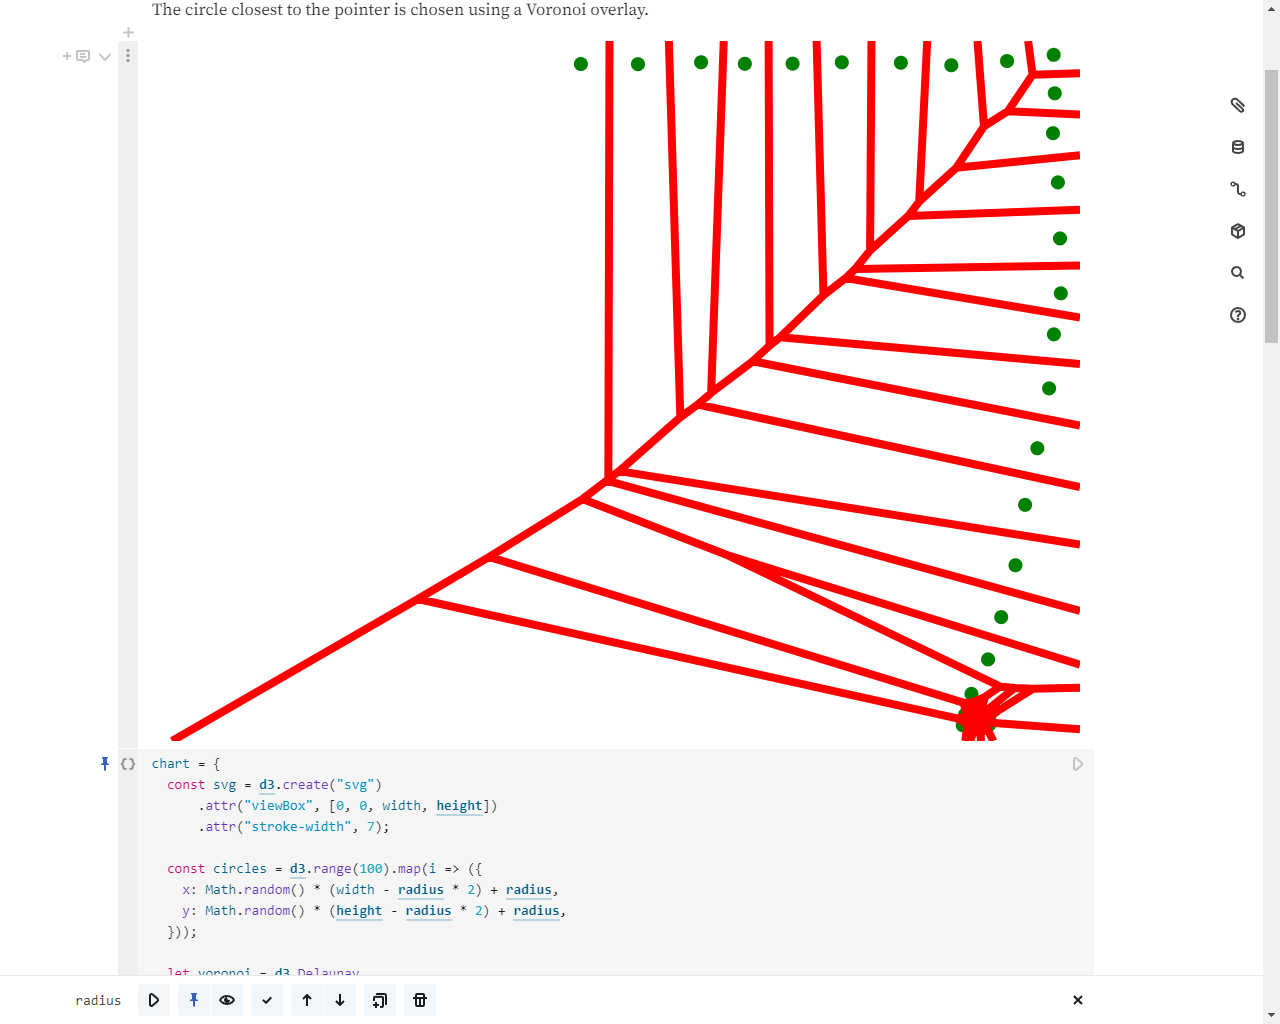 The circle closest to the pointer is chosen using a Voronoi overlay.
chart = {
const svg = d3.create("svg")
.attr("viewBox", [0, 0, width, height])
.attr("stroke-width", 7);
const circles = d3.range(100).map(i => ({
x: Math.random() * (width - radius * 2) + radius,
y: Math.random() * (height - radius * 2) + radius,
}));
let voronoi = d3.Delaunay
radius